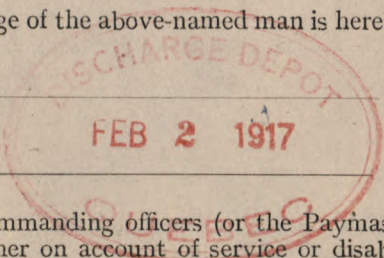 ge of the above-named man is here
DISCHARGE DEPOT
FEB 2 1917
QUEBEC
mmanding officers (or the Paymas
her on account of service or disab